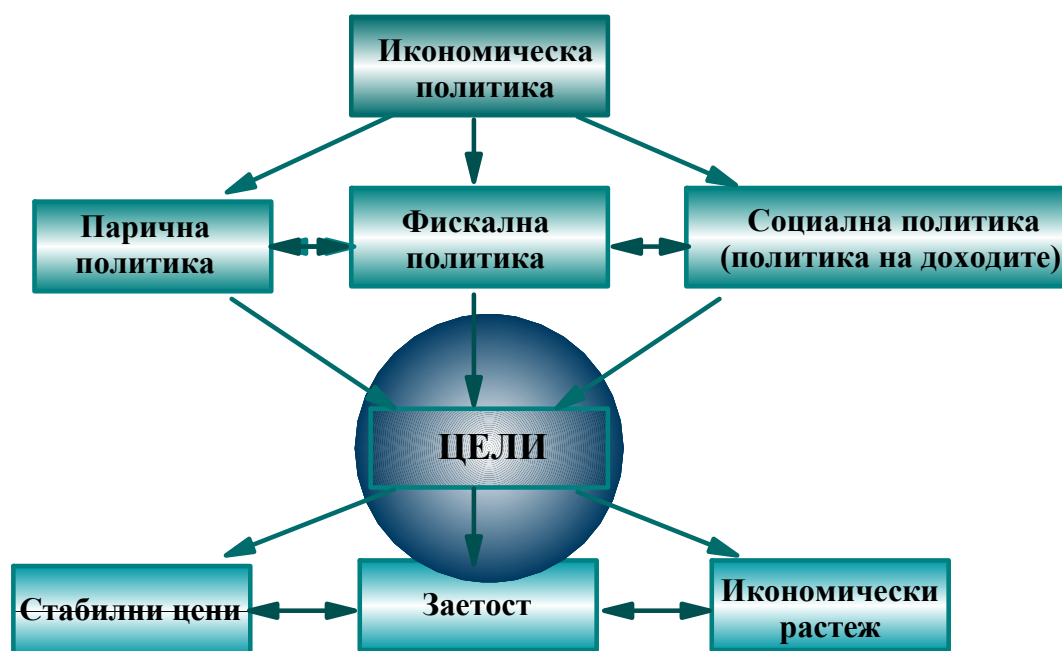 Икономическа
политика
Парична
политика
Фискална
политика
Социална политика
(политика на доходите)
ЦЕЛИ
Стабилни цени
Заетост
Икономически
растеж